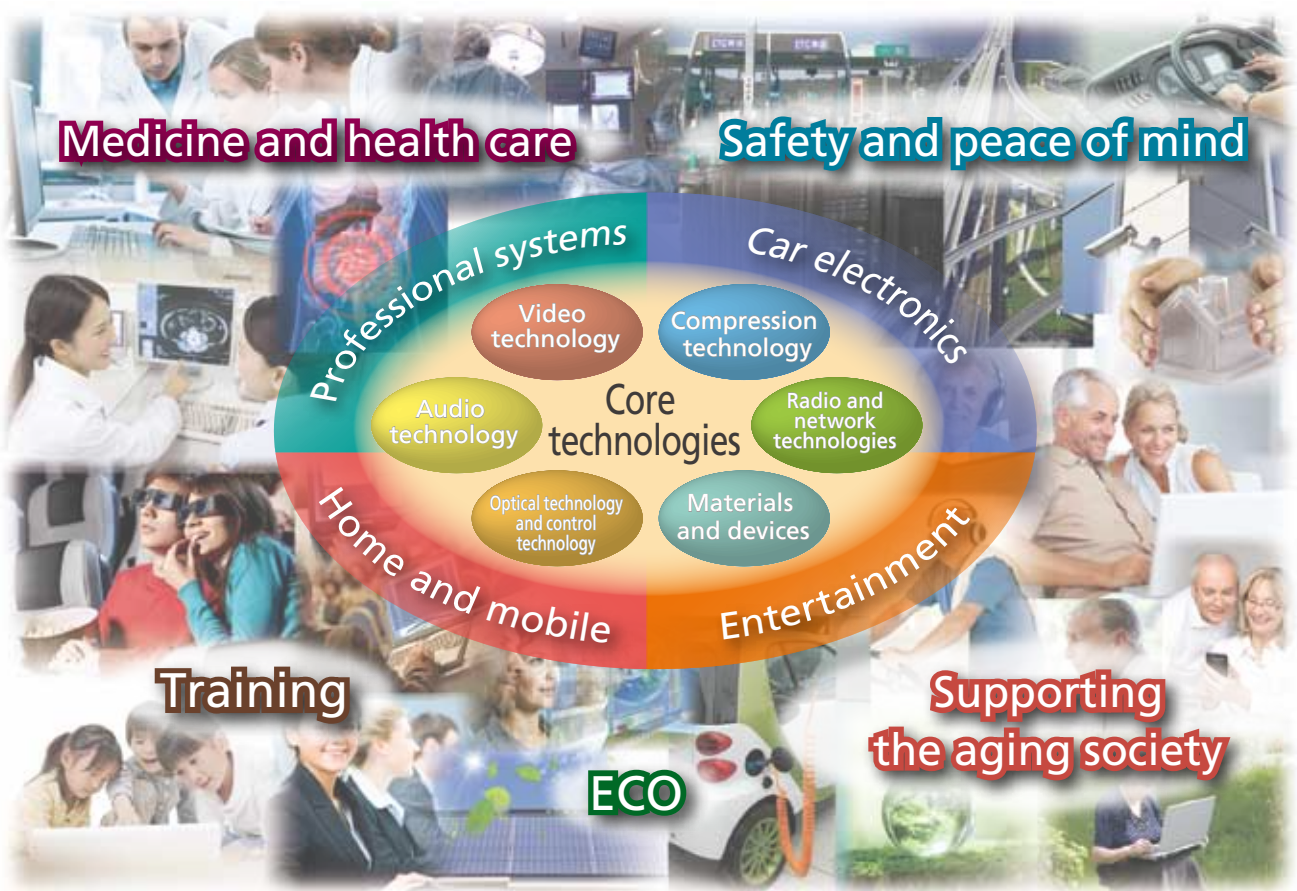 Medicine and health care
Safety and peace of mind
Professional systems
Car electronics
Video
technology
Compression
technology
Audio
technology
Core
technologies
Radio and
network
technologies
Optical technology
and control
technology
Materials
and devices
Home and mobile
Entertainment
Training
Supporting
the aging society
ECO